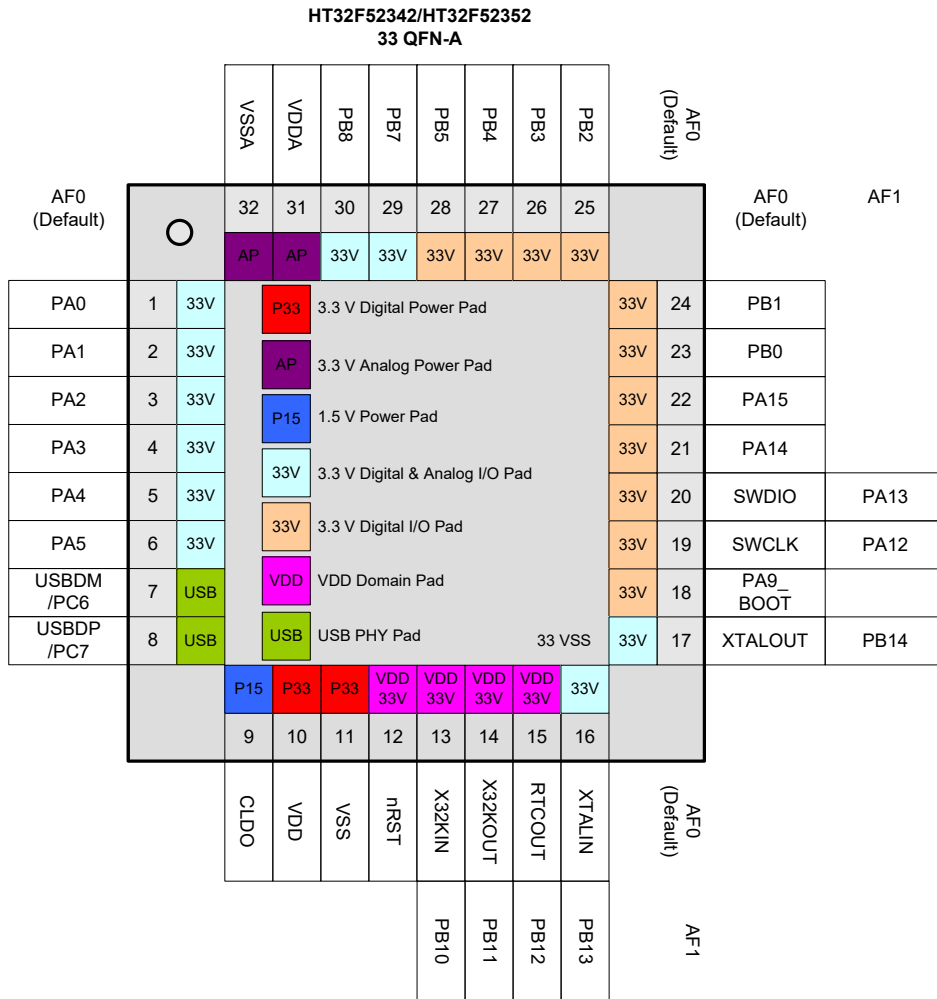 HT32F52342/HT32F52352
33 QFN-A
VSSA
VDDA
PB8
PB7
PB5
PB4
PB3
PB2
AF0
(Default)
AF0
(Default)
32 31 30 29 28 27 26 25
AF0
(Default)
AF1
AP AP 33V 33V 33V 33V 33V 33V
PA0 1 33V P33 3.3 V Digital Power Pad 33V 24 PB1
PA1 2 33V AP 3.3 V Analog Power Pad 33V 23 PB0
PA2 3 33V P15 1.5 V Power Pad 33V 22 PA15
PA3 4 33V 33V 3.3 V Digital & Analog I/O Pad 33V 21 PA14
PA4 5 33V 33V 3.3 V Digital I/O Pad 33V 20 SWDIO PA13
PA5 6 33V VDD VDD Domain Pad 33V 19 SWCLK PA12
USBDM
/PC6
7 USB 33V 18
PA9_
BOOT
USBDP
/PC7
8 USB USB USB PHY Pad 33 VSS 33V 17 XTALOUT PB14
P15 P33 P33 VDD
33V VDD
33V VDD
33V VDD
33V 33V
9 10 11 12 13 14 15 16
CLDO
VDD
VSS
nRST
X32KIN
X32KOUT
RTCOUT
XTALIN
AF0
(Default)
PB10
PB11
PB12
PB13
AF1